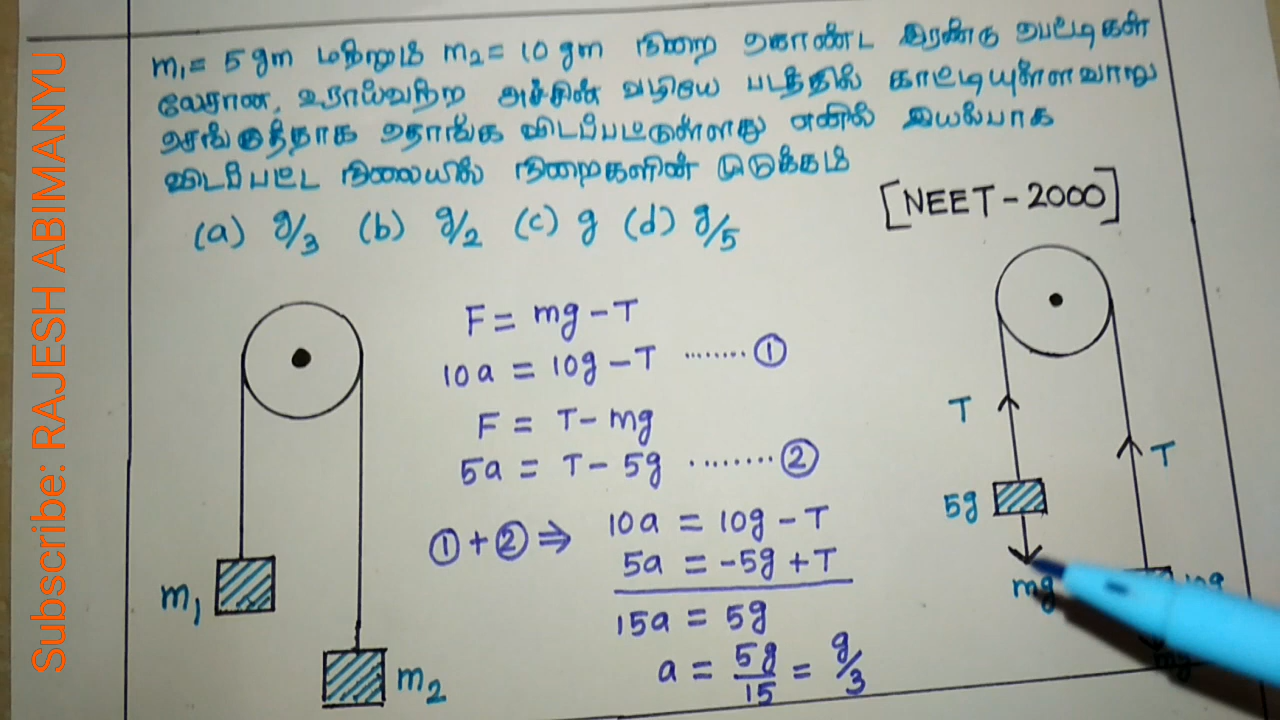 Subscribe: RAJESH ABIMANYU
m₁ = 5gm மற்றும் m₂ = 10 gm நிறை கொண்ட இரண்டு பெட்டிகள்
லேசான, உராய்வற்ற அச்சின் வழியே படத்தில் காட்டியுள்ளவாறு
செங்குத்தாக தொங்க விடப்பட்டுள்ளது எனில் இயல்பாக
விடப்பட்ட நிலையில் நிறைகளின் முடுக்கம்
[NEET - 2000]
(a) g/3 (b) g/2 (c) g (d) g/5
F = mg - T
10a = 10g - T ........ ①
F = T - mg
5a = T - 5g ........ ②
① + ② ⇒ 10a = 10g - T
5a = -5g + T
15a = 5g
a = 5g/15 = g/3
m₁
m₂
T
T
5g
mg
mg